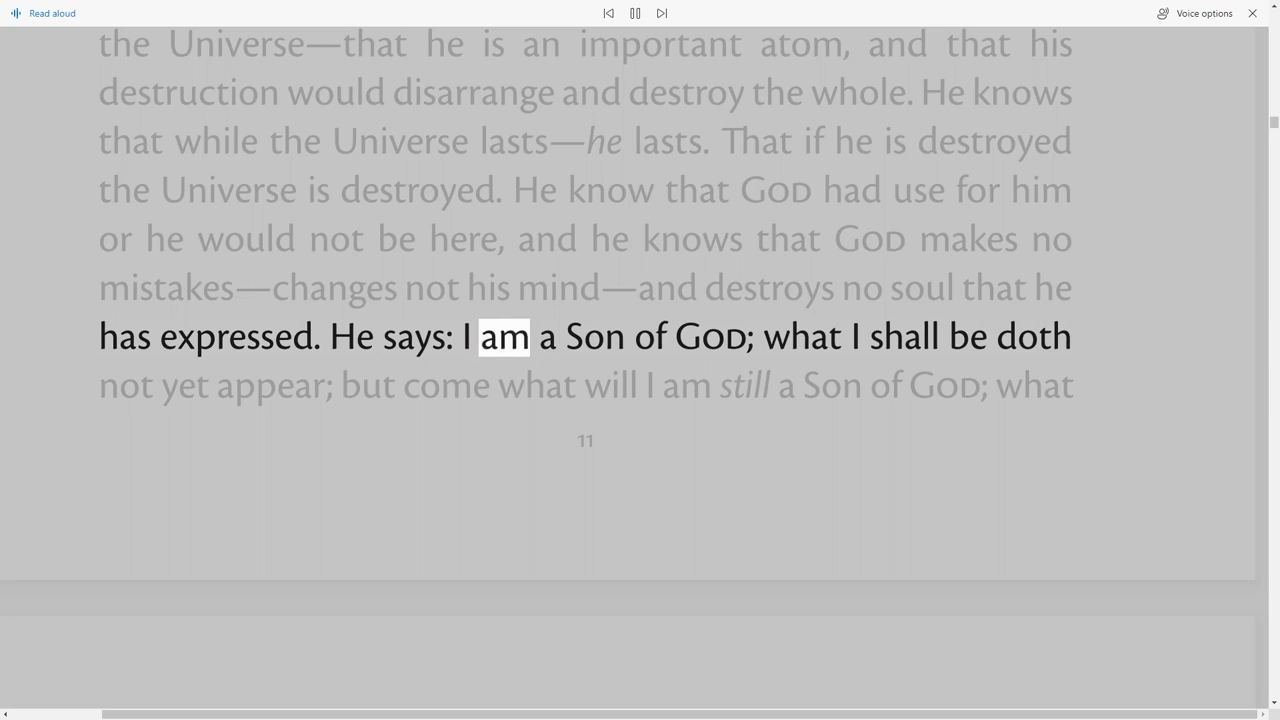 Read aloud
Voice options
the Universe—that he is an important atom, and that his
destruction would disarrange and destroy the whole. He knows
that while the Universe lasts—he lasts. That if he is destroyed
the Universe is destroyed. He know that GOD had use for him
or he would not be here, and he knows that GOD makes no
mistakes—changes not his mind—and destroys no soul that he
has expressed. He says: I am a Son of GOD; what I shall be doth
not yet appear; but come what will I am still a Son of GOD; what
11